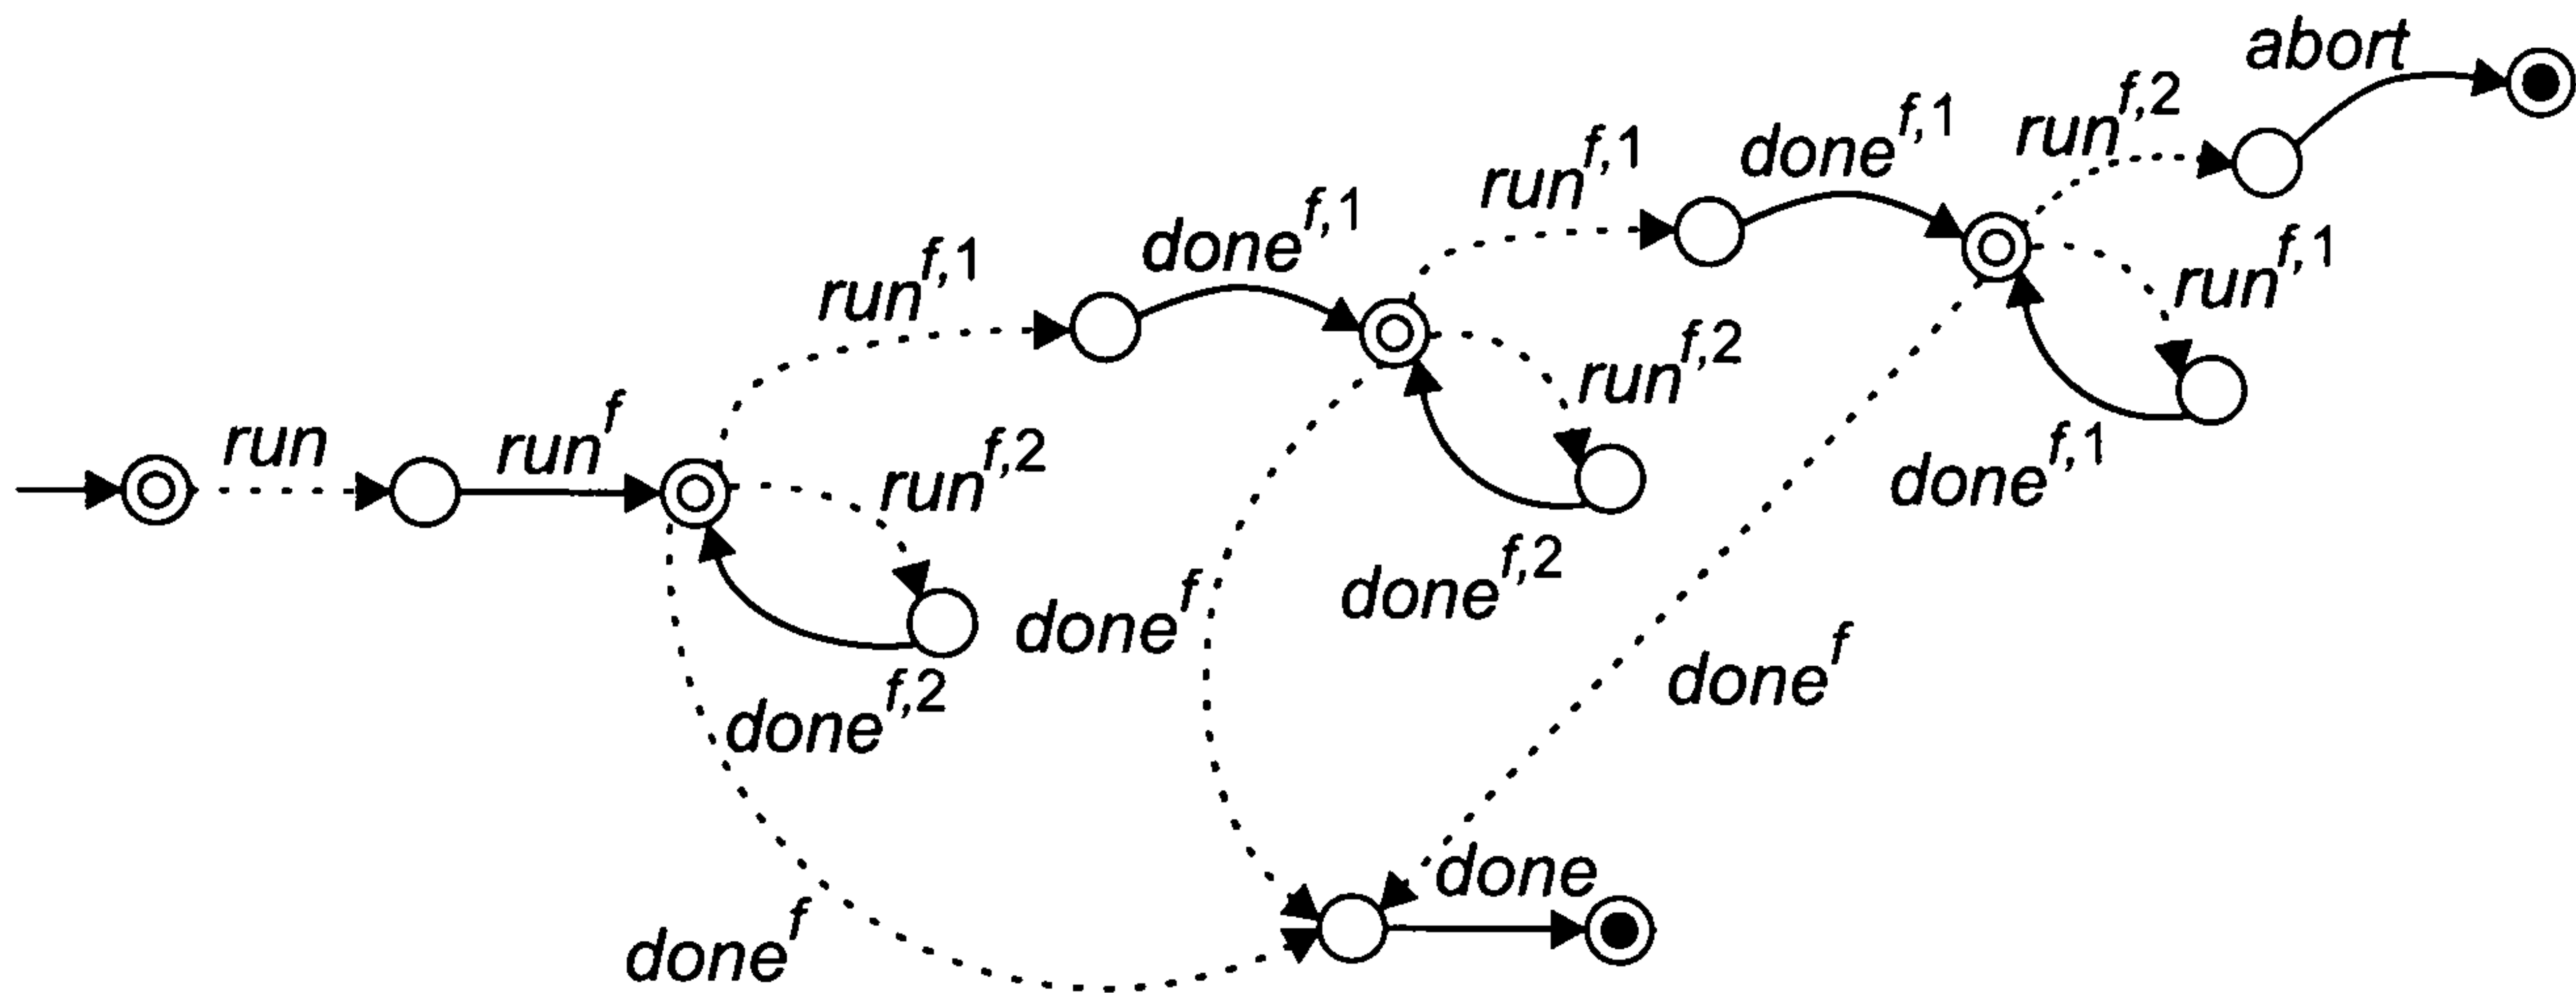 abort
run^{f,2}
done^{f,1}
run^{f,1}
done^{f,1}
run^{f,1}
run^{f,1}
run^{f,2}
run
run^f
run^{f,2}
done^{f,1}
done^{f,2}
done^f
done^f
done^{f,2}
done
done^f